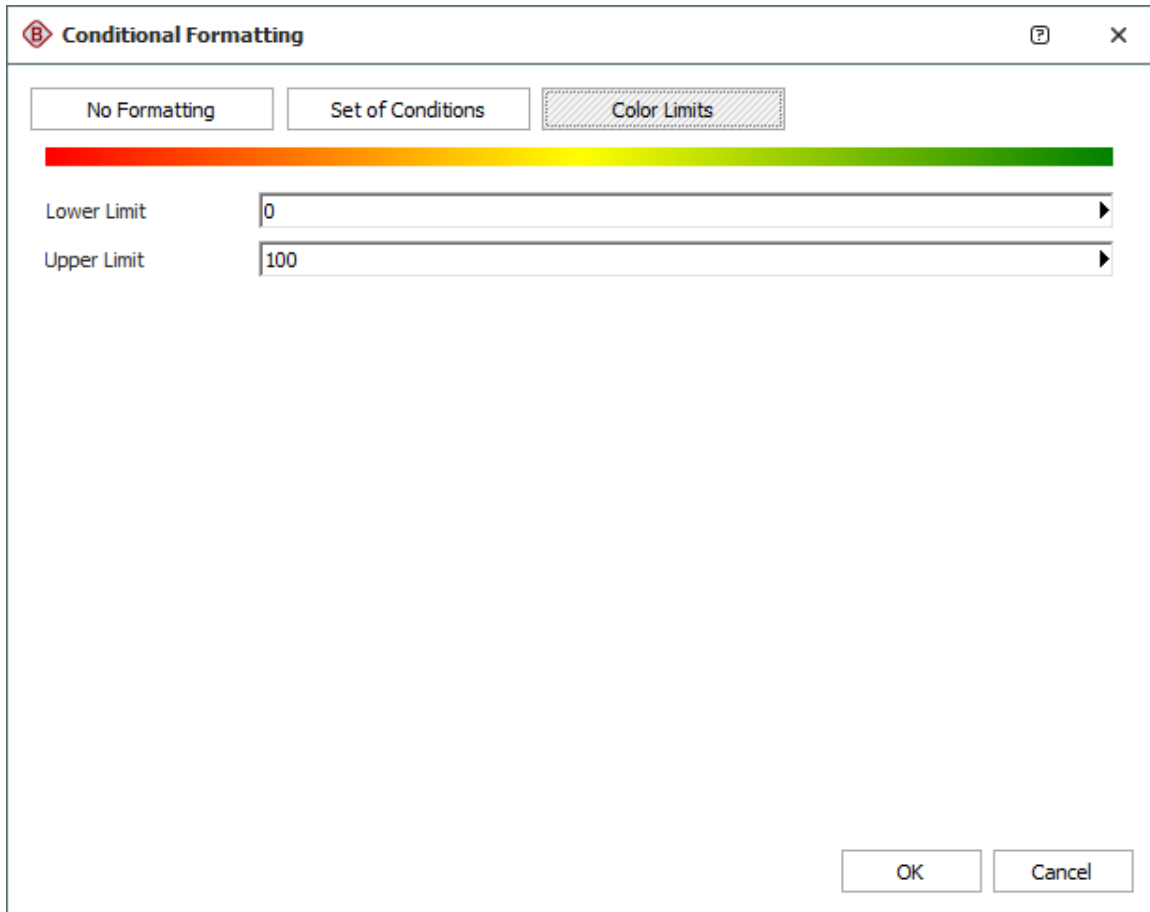 B Conditional Formatting ?
No Formatting Set of Conditions Color Limits
Lower Limit 0
Upper Limit 100
OK Cancel